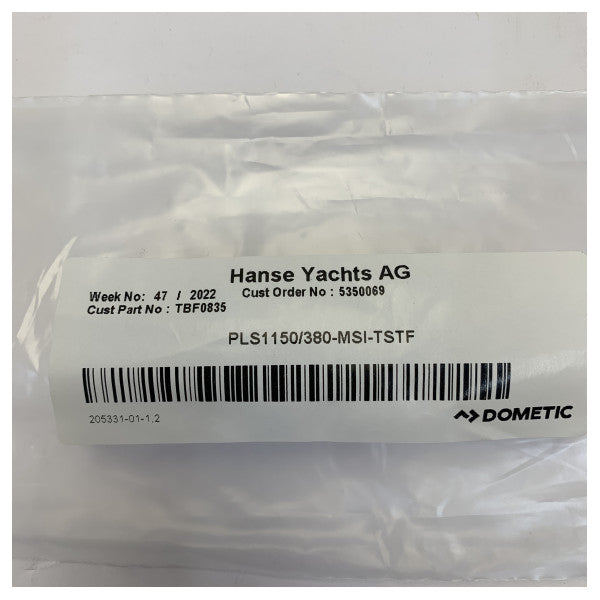 Hanse Yachts AG
Week No: 47 / 2022 Cust Order No : 5350069
Cust Part No : TBF0835
PLS1150/380-MSI-TSTF
205331-01-1,2
DOMETIC